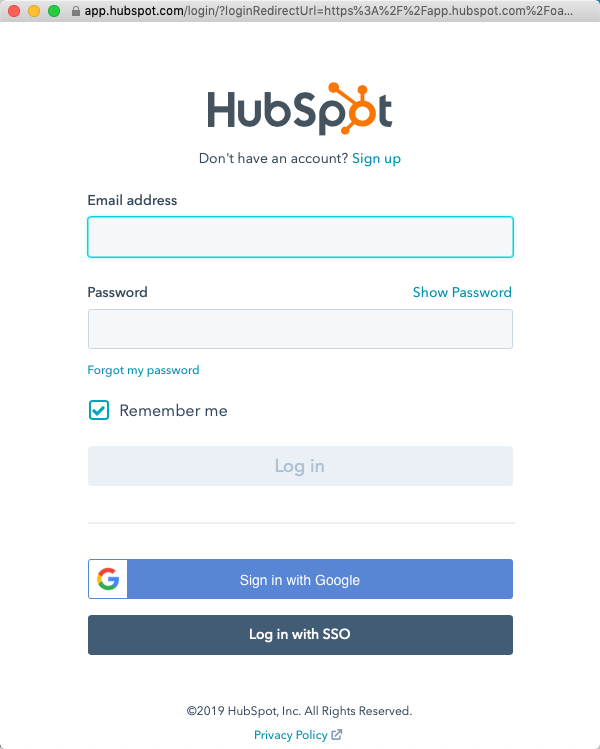 app.hubspot.com/login/?loginRedirectUrl=https%3A%2F%2Fapp.hubspot.com%2Foa...
HubSpot
Don't have an account? Sign up
Email address
Password Show Password
Forgot my password
Remember me
Log in
Sign in with Google
Log in with SSO
©2019 HubSpot, Inc. All Rights Reserved.
Privacy Policy